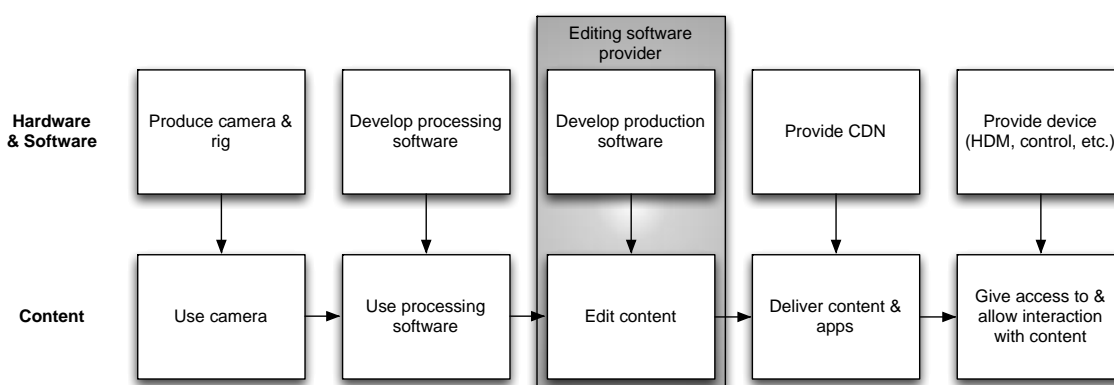 Editing software
provider
Hardware
& Software
Produce camera &
rig
Develop processing
software
Develop production
software
Provide CDN
Provide device
(HDM, control, etc.)
Content
Use camera
Use processing
software
Edit content
Deliver content &
apps
Give access to &
allow interaction
with content